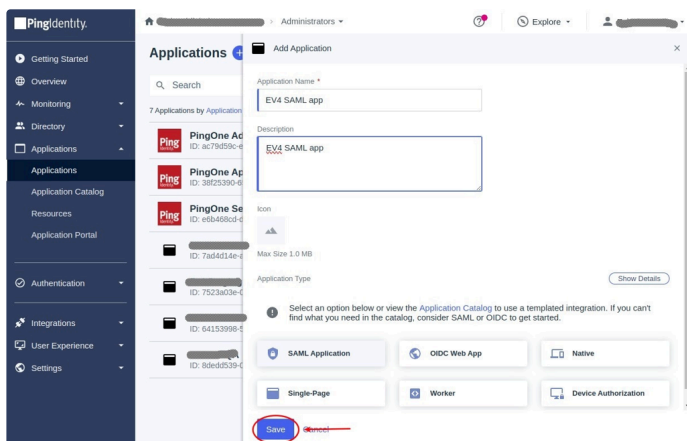 PingIdentity.
Administrators
Explore
Getting Started
Overview
Monitoring
Directory
Applications
Applications
Application Catalog
Resources
Application Portal
Authentication
Integrations
User Experience
Settings
Applications
Search
7 Applications by Application
Ping Identity PingOne Ad
ID: ac79d59c-e
Ping Identity PingOne Ap
ID: 38f25390-6
Ping Identity PingOne Se
ID: e6b468cd-
ID: 7ad4d14e-a
ID: 7523a03e-0
ID: 64153998-5
ID: 8dedd539-0
Add Application
Application Name *
EV4 SAML app
Description
EV4 SAML app
Icon
Max Size 1.0 MB
Application Type
Show Details
Select an option below or view the Application Catalog to use a templated integration. If you can't
find what you need in the catalog, consider SAML or OIDC to get started.
SAML Application
OIDC Web App
Native
Single-Page
Worker
Device Authorization
Save
Cancel